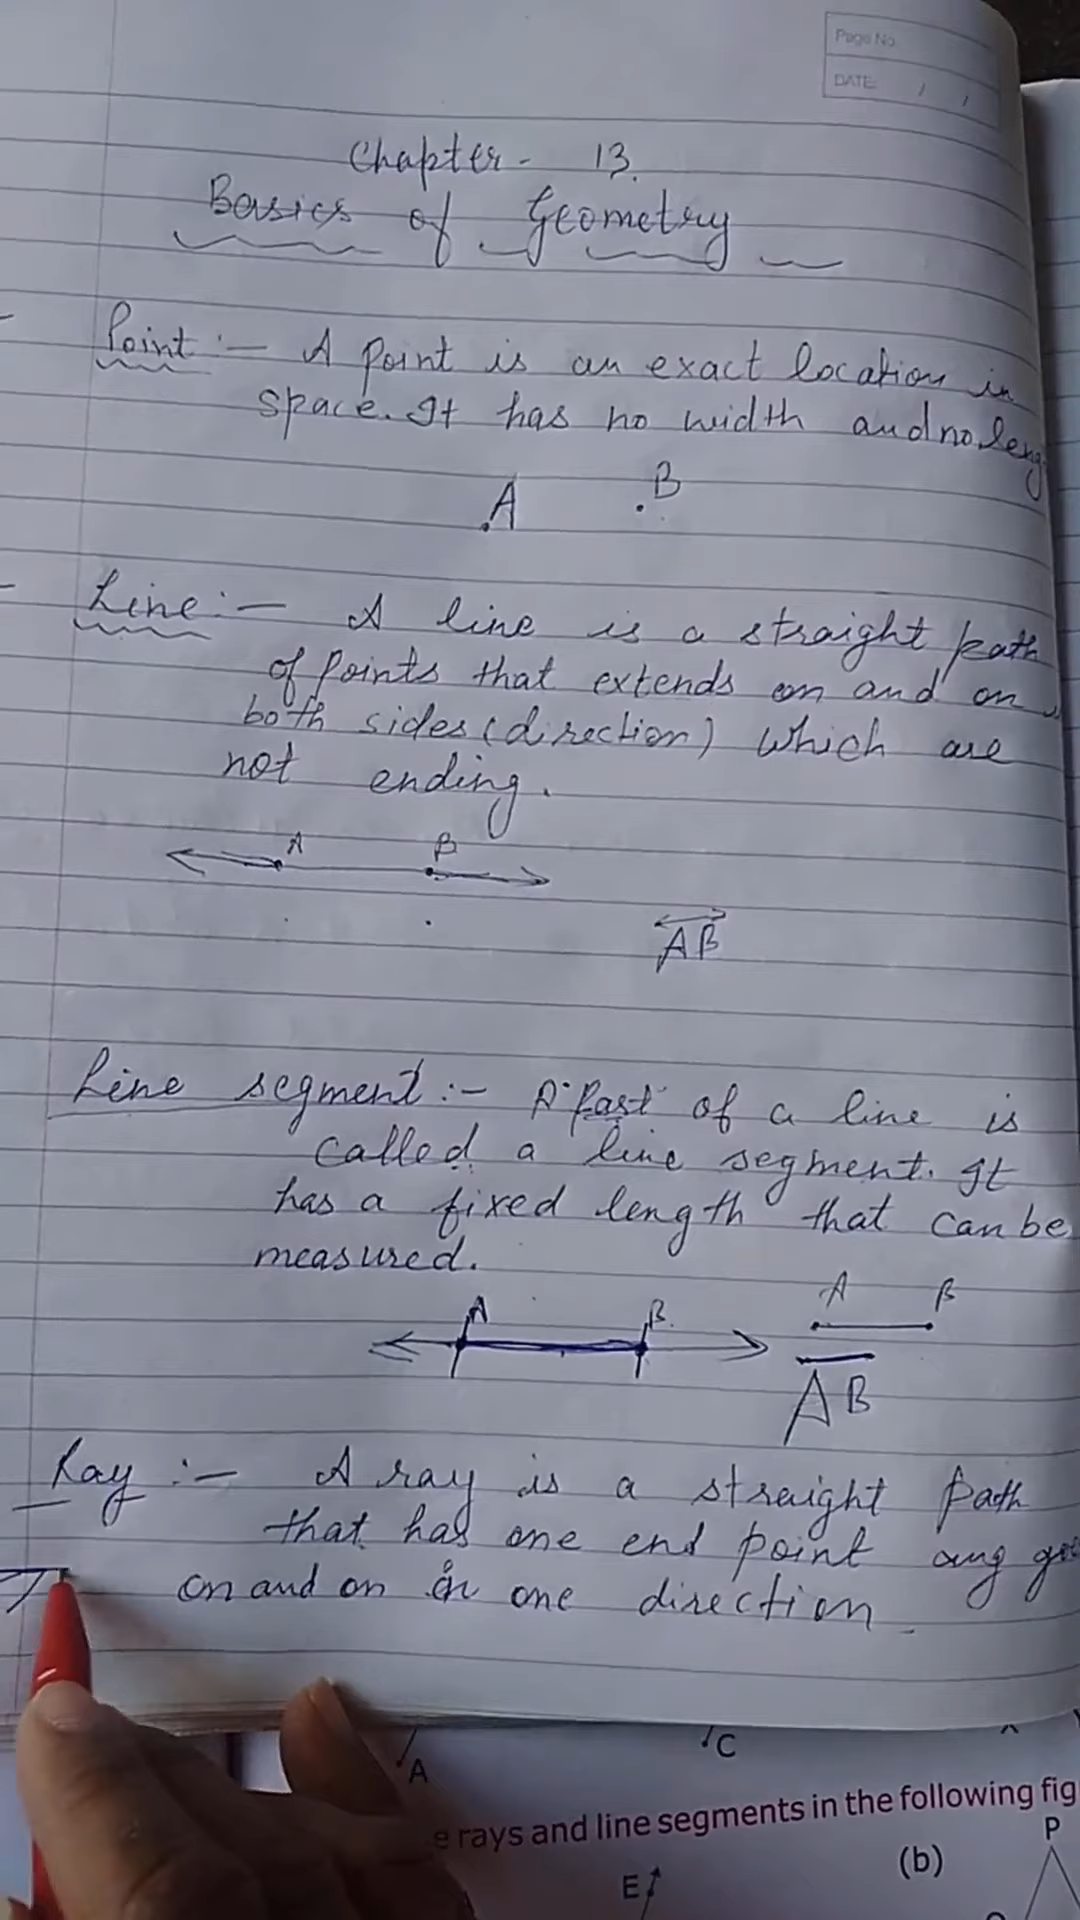 Page No.
DATE: / /
Chapter - 13.
Basics of Geometry
Point :- A Point is an exact location in
space. It has no width and no leng
A B
Line :- A line is a straight path
of Points that extends on and on
both sides (direction) which are
not ending.
A B
AB
Line segment :- A Part of a line is
called a line segment. It
has a fixed length that can be
measured.
A B A B
AB
Ray :- A ray is a straight Path
that has one end point ang go
on and on in one direction.
A C
e rays and line segments in the following fig
P
(b)
E